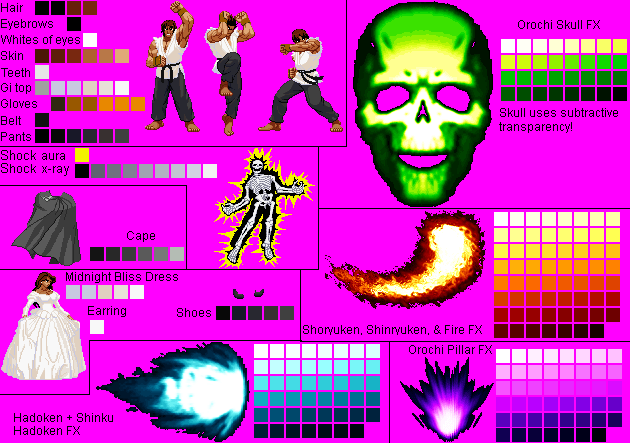 Hair
Eyebrows
Whites of eyes
Skin
Teeth
Gi top
Gloves
Belt
Pants
Orochi Skull FX
Skull uses subtractive
transparency!
Shock aura
Shock x-ray
Cape
Midnight Bliss Dress
Earring
Shoes
Shoryuken, Shinryuken, & Fire FX
Hadoken + Shinku
Hadoken FX
Orochi Pillar FX